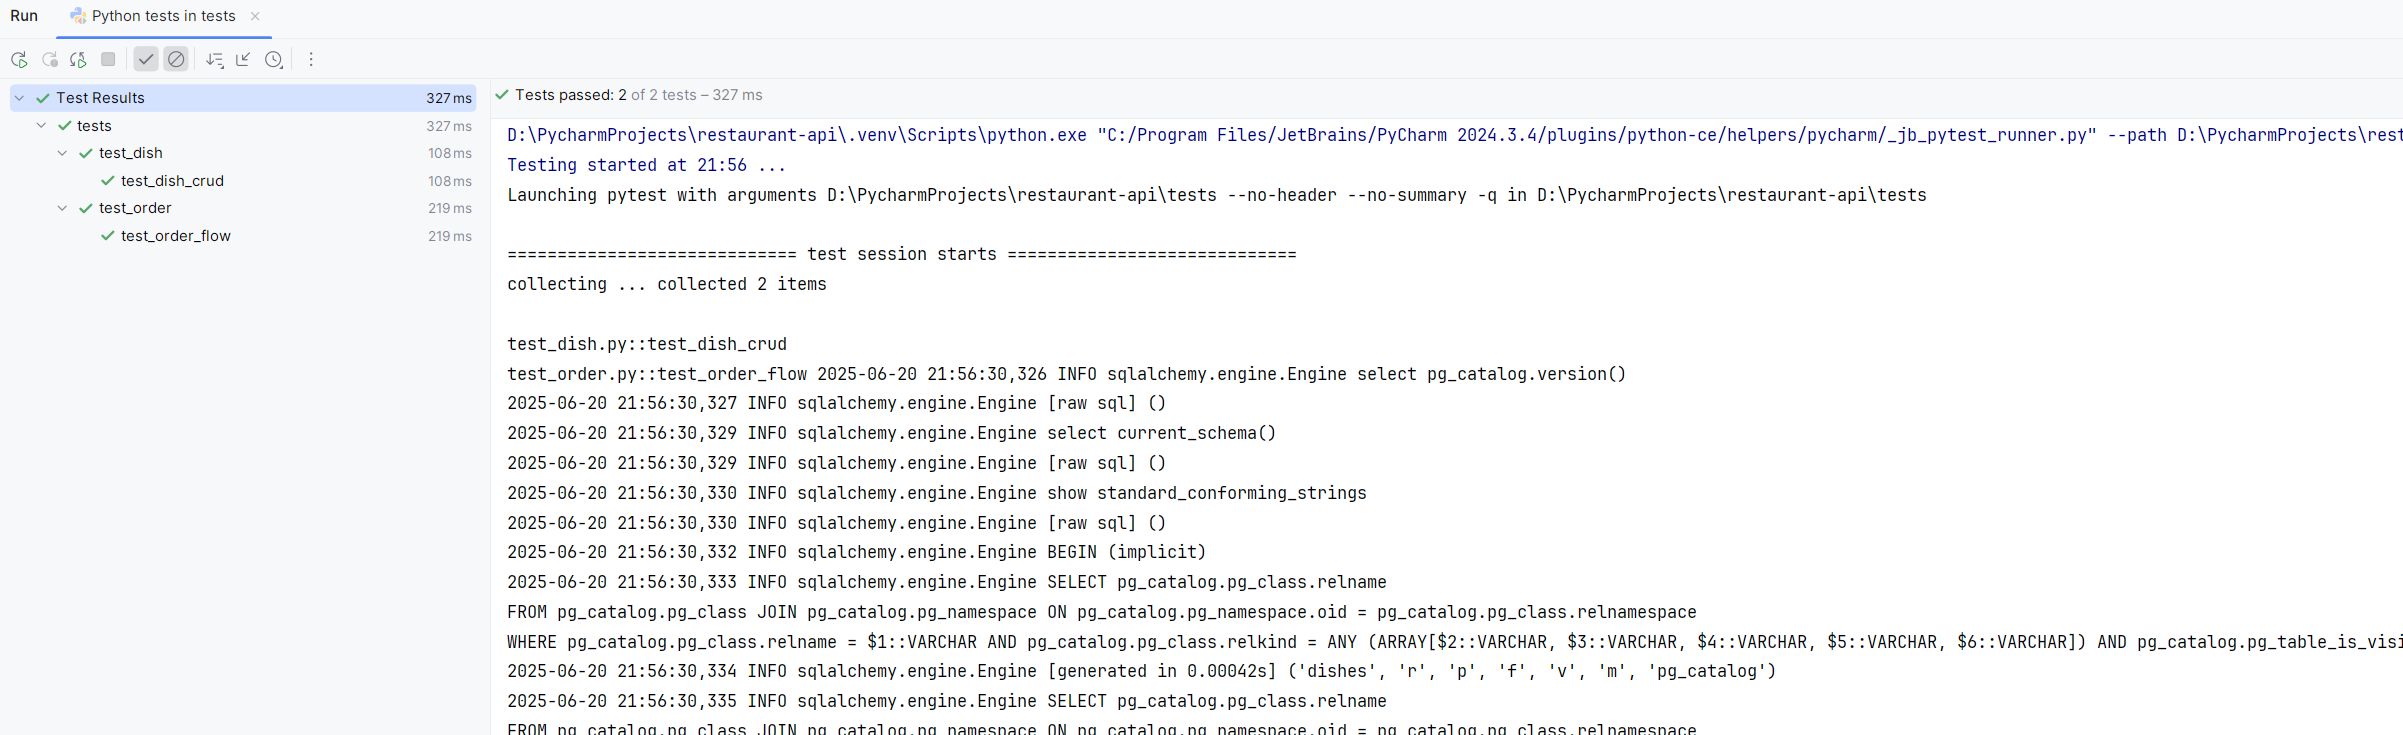 Run Python tests in tests
Test Results 327 ms
tests 327 ms
test_dish 108 ms
test_dish_crud 108 ms
test_order 219 ms
test_order_flow 219 ms
Tests passed: 2 of 2 tests – 327 ms
D:\PycharmProjects\restaurant-api\.venv\Scripts\python.exe "C:/Program Files/JetBrains/PyCharm 2024.3.4/plugins/python-ce/helpers/pycharm/_jb_pytest_runner.py" --path D:\PycharmProjects\rest
Testing started at 21:56 ...
Launching pytest with arguments D:\PycharmProjects\restaurant-api\tests --no-header --no-summary -q in D:\PycharmProjects\restaurant-api\tests
============================= test session starts =============================
collecting ... collected 2 items
test_dish.py::test_dish_crud
test_order.py::test_order_flow 2025-06-20 21:56:30,326 INFO sqlalchemy.engine.Engine select pg_catalog.version()
2025-06-20 21:56:30,327 INFO sqlalchemy.engine.Engine [raw sql] ()
2025-06-20 21:56:30,329 INFO sqlalchemy.engine.Engine select current_schema()
2025-06-20 21:56:30,329 INFO sqlalchemy.engine.Engine [raw sql] ()
2025-06-20 21:56:30,330 INFO sqlalchemy.engine.Engine show standard_conforming_strings
2025-06-20 21:56:30,330 INFO sqlalchemy.engine.Engine [raw sql] ()
2025-06-20 21:56:30,332 INFO sqlalchemy.engine.Engine BEGIN (implicit)
2025-06-20 21:56:30,333 INFO sqlalchemy.engine.Engine SELECT pg_catalog.pg_class.relname
FROM pg_catalog.pg_class JOIN pg_catalog.pg_namespace ON pg_catalog.pg_namespace.oid = pg_catalog.pg_class.relnamespace
WHERE pg_catalog.pg_class.relname = $1::VARCHAR AND pg_catalog.pg_class.relkind = ANY (ARRAY[$2::VARCHAR, $3::VARCHAR, $4::VARCHAR, $5::VARCHAR, $6::VARCHAR]) AND pg_catalog.pg_table_is_visi
2025-06-20 21:56:30,334 INFO sqlalchemy.engine.Engine [generated in 0.00042s] ('dishes', 'r', 'p', 'f', 'v', 'm', 'pg_catalog')
2025-06-20 21:56:30,335 INFO sqlalchemy.engine.Engine SELECT pg_catalog.pg_class.relname
FROM pg_catalog.pg_class JOIN pg_catalog.pg_namespace ON pg_catalog.pg_namespace.oid = pg_catalog.pg_class.relnamespace